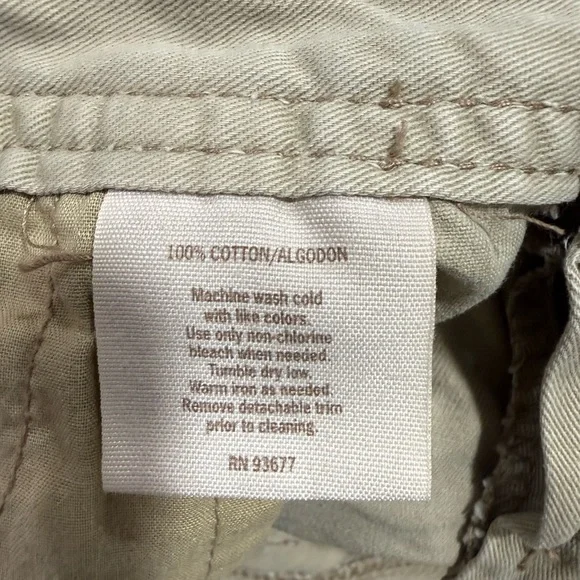 100% COTTON/ALGODON
Machine wash cold
with like colors.
Use only non-chlorine
bleach when needed.
Tumble dry low.
Warm iron as needed.
Remove detachable trim
prior to cleaning.
RN 93677